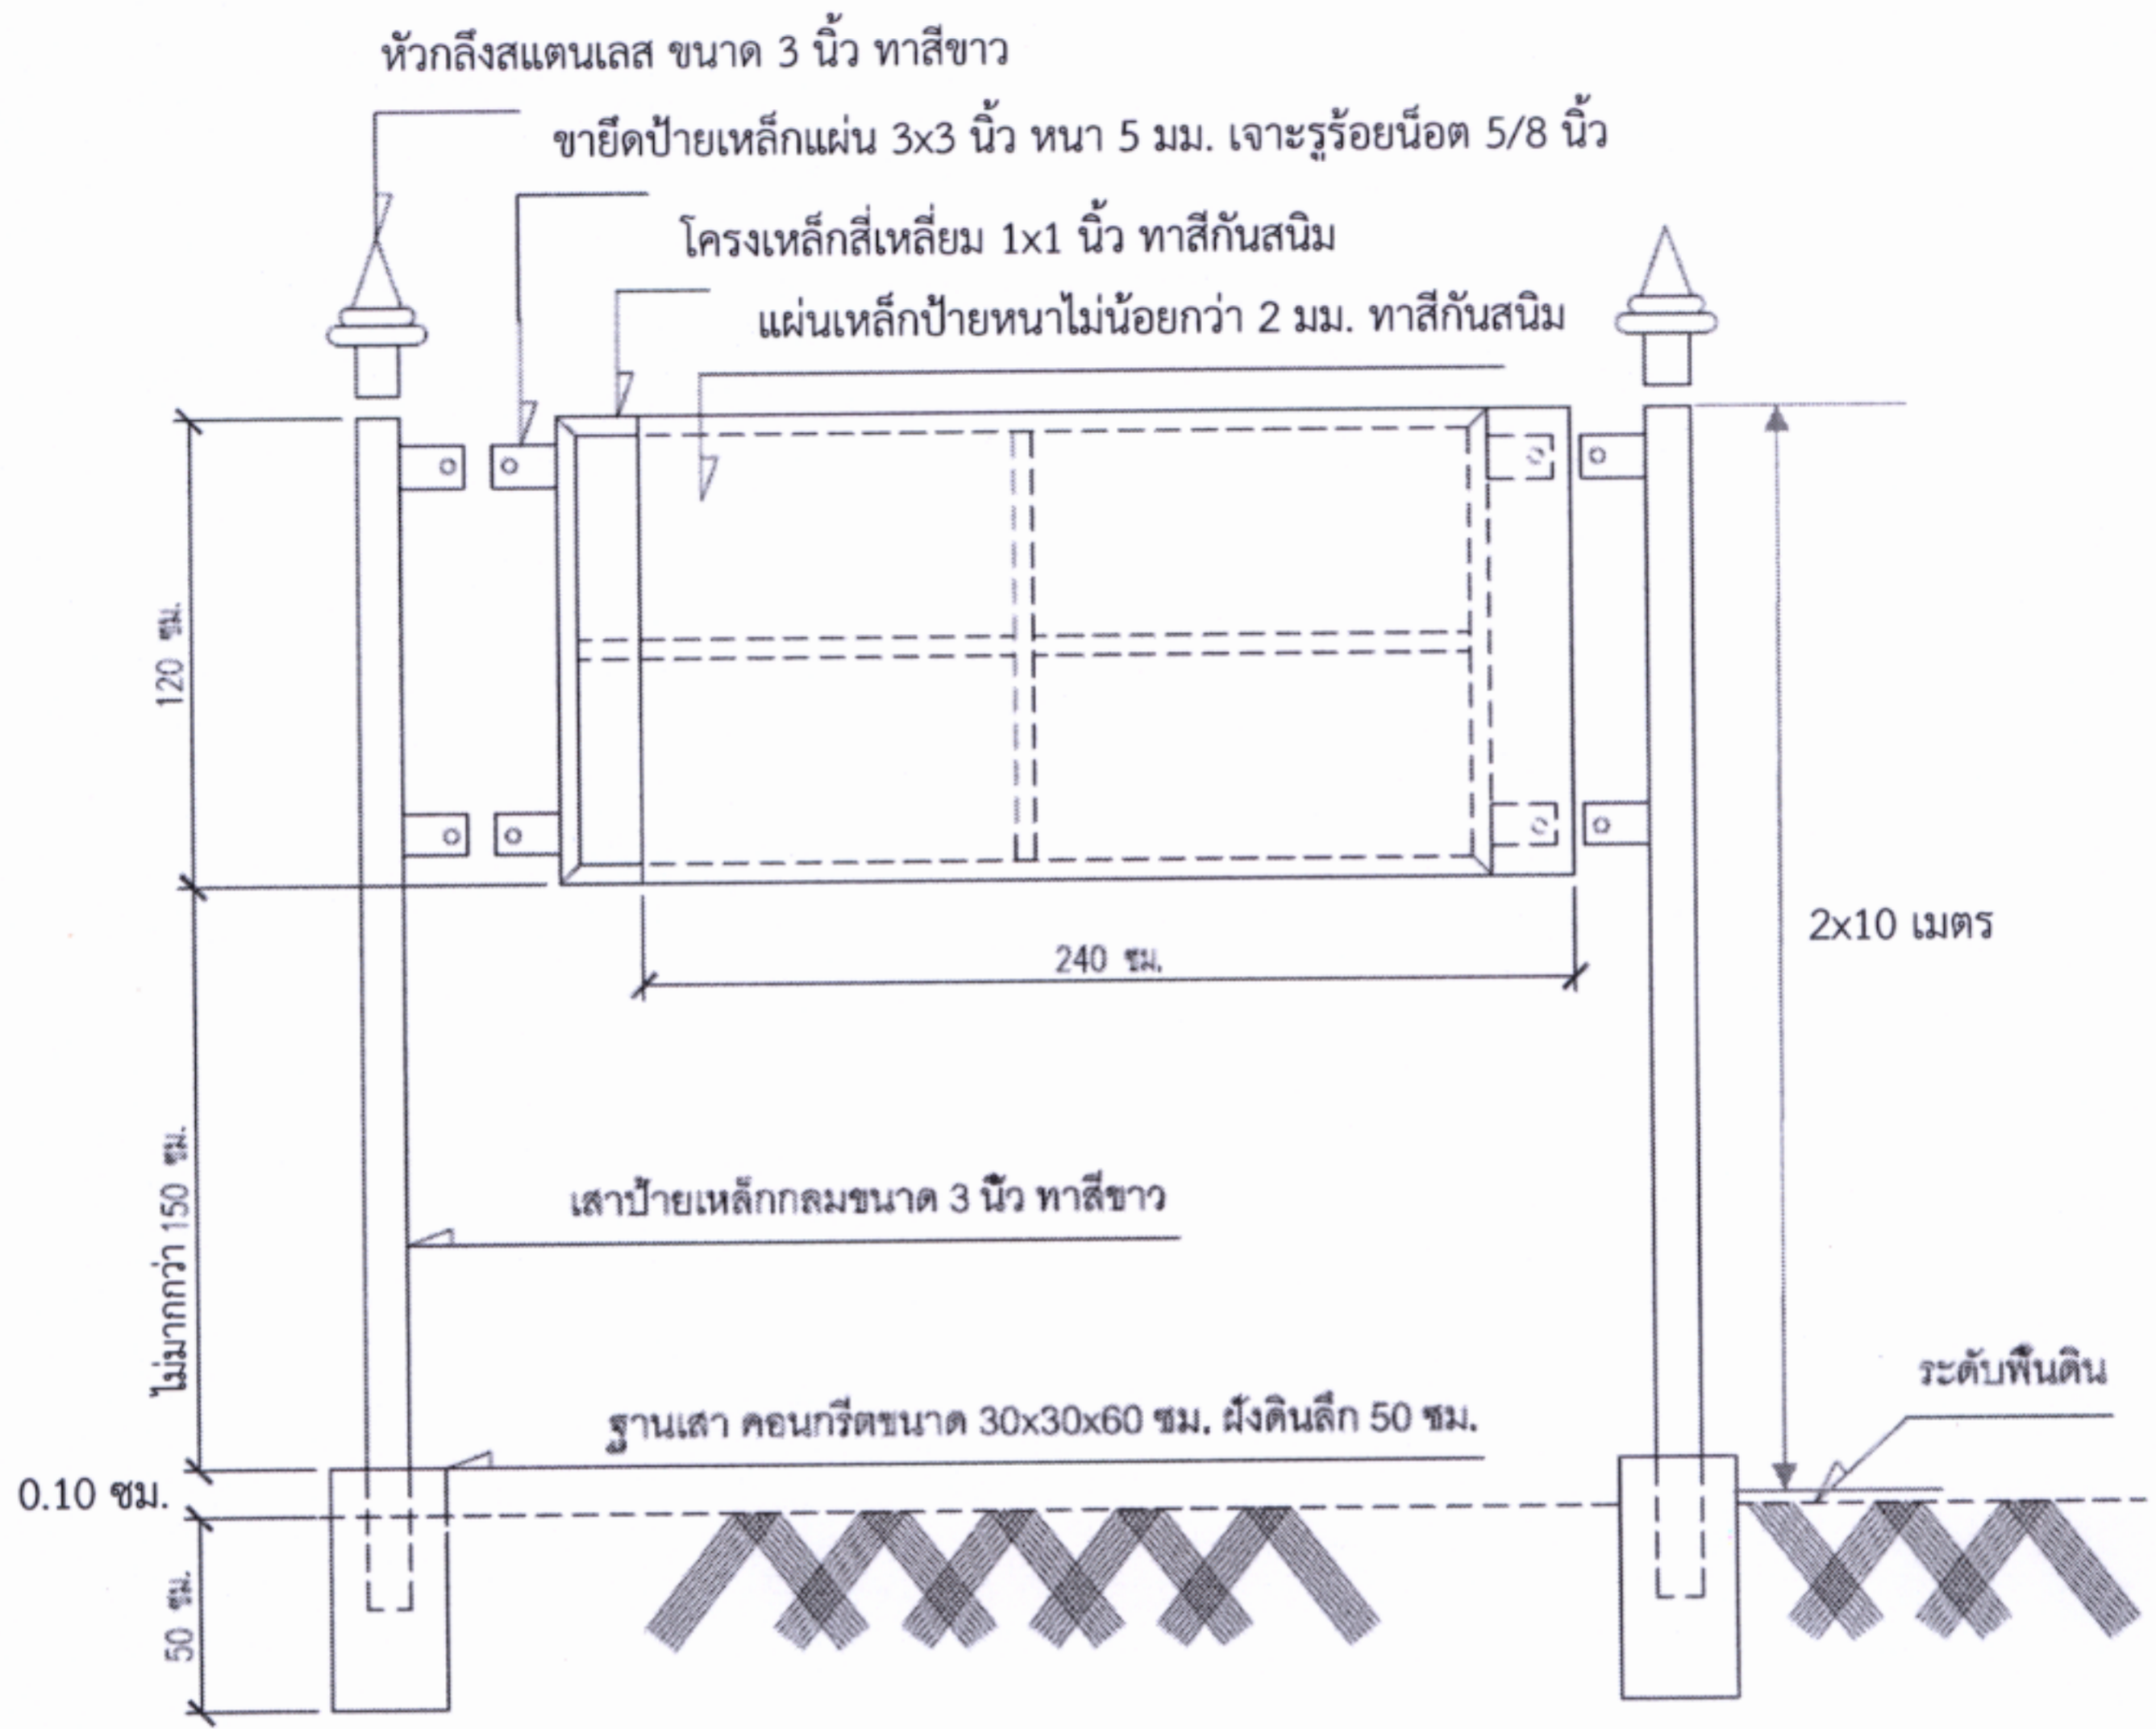 หัวกลึงสแตนเลส ขนาด 3 นิ้ว ทาสีขาว
ขายึดป้ายเหล็กแผ่น 3x3 นิ้ว หนา 5 มม. เจาะรูร้อยน็อต 5/8 นิ้ว
โครงเหล็กสี่เหลี่ยม 1x1 นิ้ว ทาสีกันสนิม
แผ่นเหล็กป้ายหนาไม่น้อยกว่า 2 มม. ทาสีกันสนิม
120 ซม.
2x10 เมตร
240 ซม.
ไม่มากกว่า 150 ซม.
เสาป้ายเหล็กกลมขนาด 3 นิ้ว ทาสีขาว
ระดับพื้นดิน
ฐานเสา คอนกรีตขนาด 30x30x60 ซม. ฝังดินลึก 50 ซม.
0.10 ซม.
50 ซม.